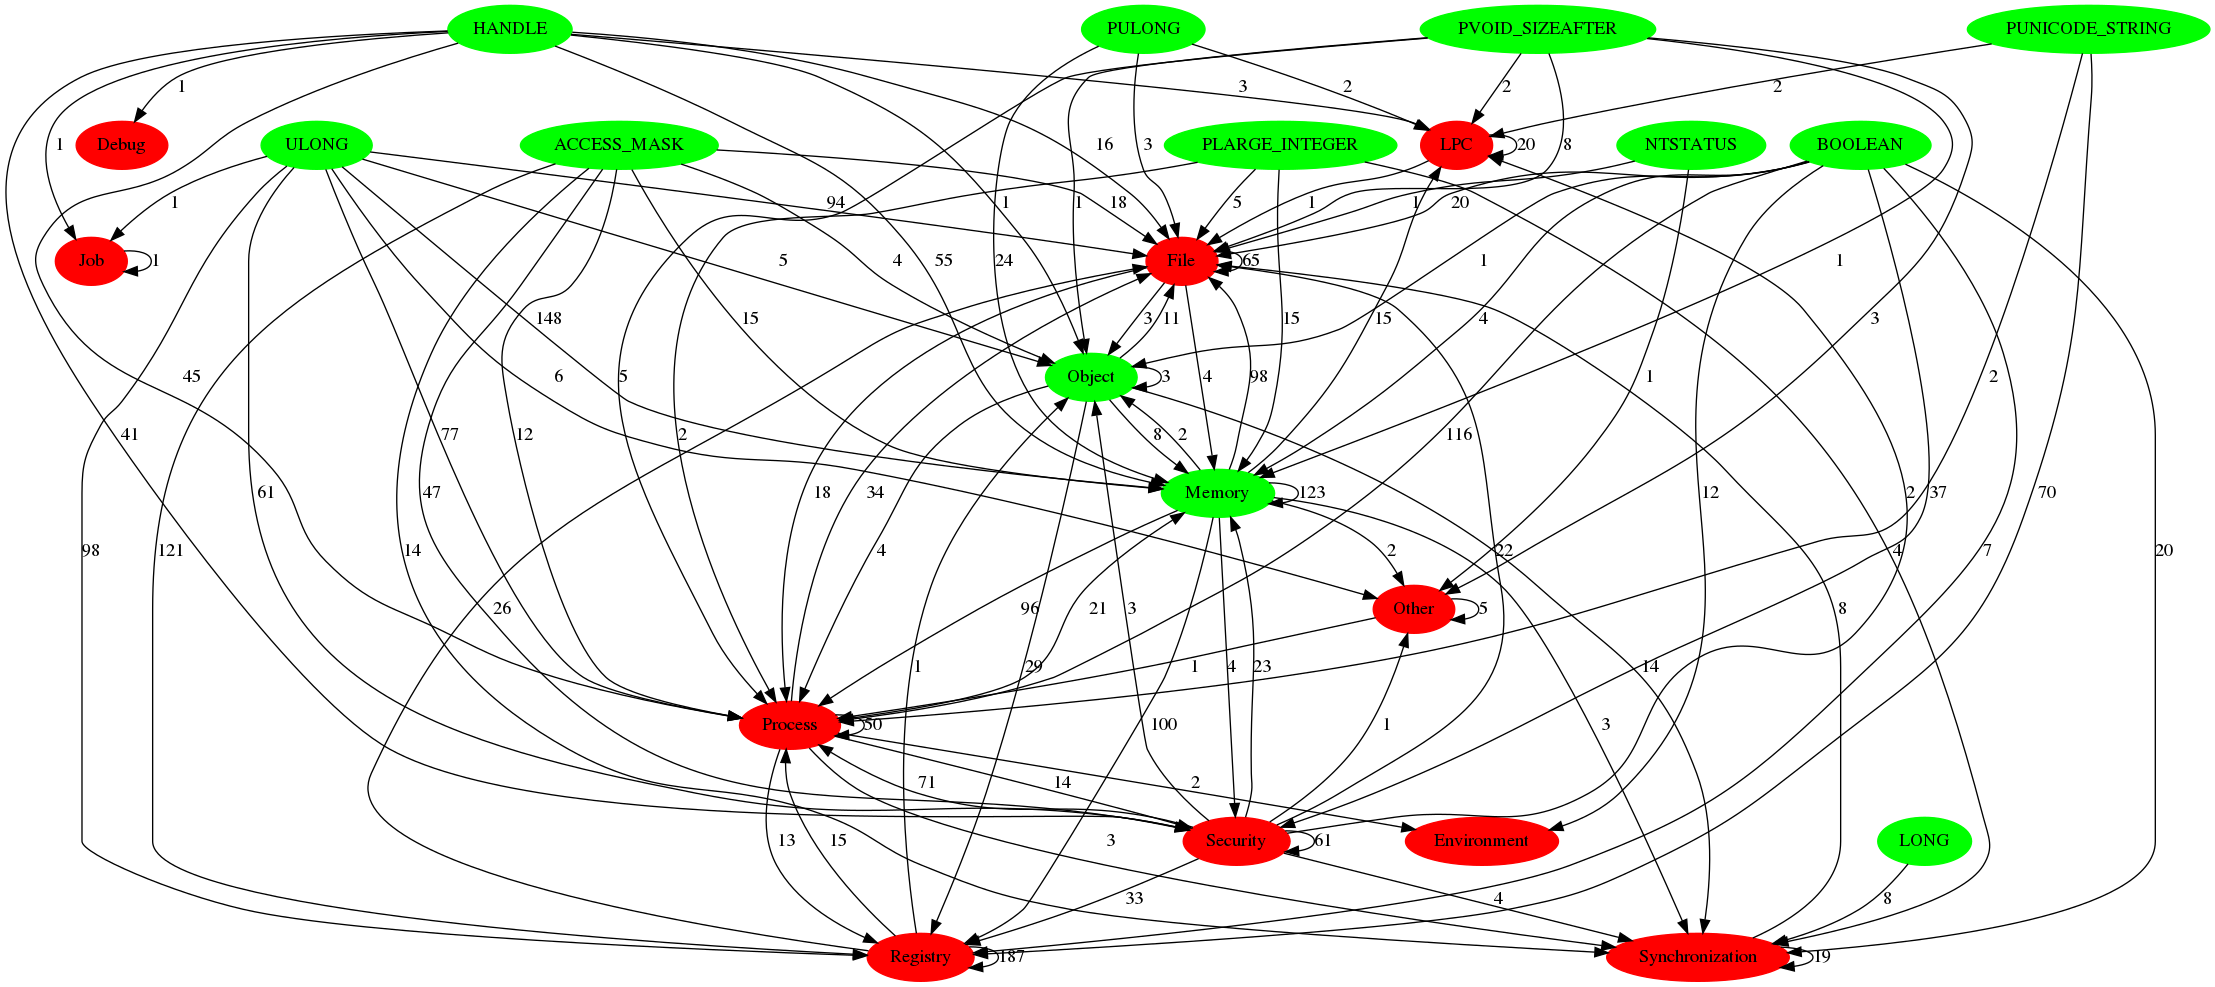 HANDLE PULONG PVOID_SIZEAFTER PUNICODE_STRING
1 3 2 2 2
Debug ULONG ACCESS_MASK PLARGE_INTEGER LPC NTSTATUS BOOLEAN
1 16 3 8 20
1 94 18 1 1 5 1 1 20
Job File
1 5 4 55 24 65 1 1 3
148 15 3 11 15 15 4
45 6 5 Object 3 4 98 1 2
41 77 12 2 8 2 116
47 18 34 Memory 123 2 37 12 70
98 61 121 14 4 2 22 4 7 20
26 96 21 Other 5 8
1 29 3 4 23 1 14
Process 50 100 1 3
71 14 2
13 15 3 Security 61 Environment LONG
33 4 8
Registry 187 Synchronization 19